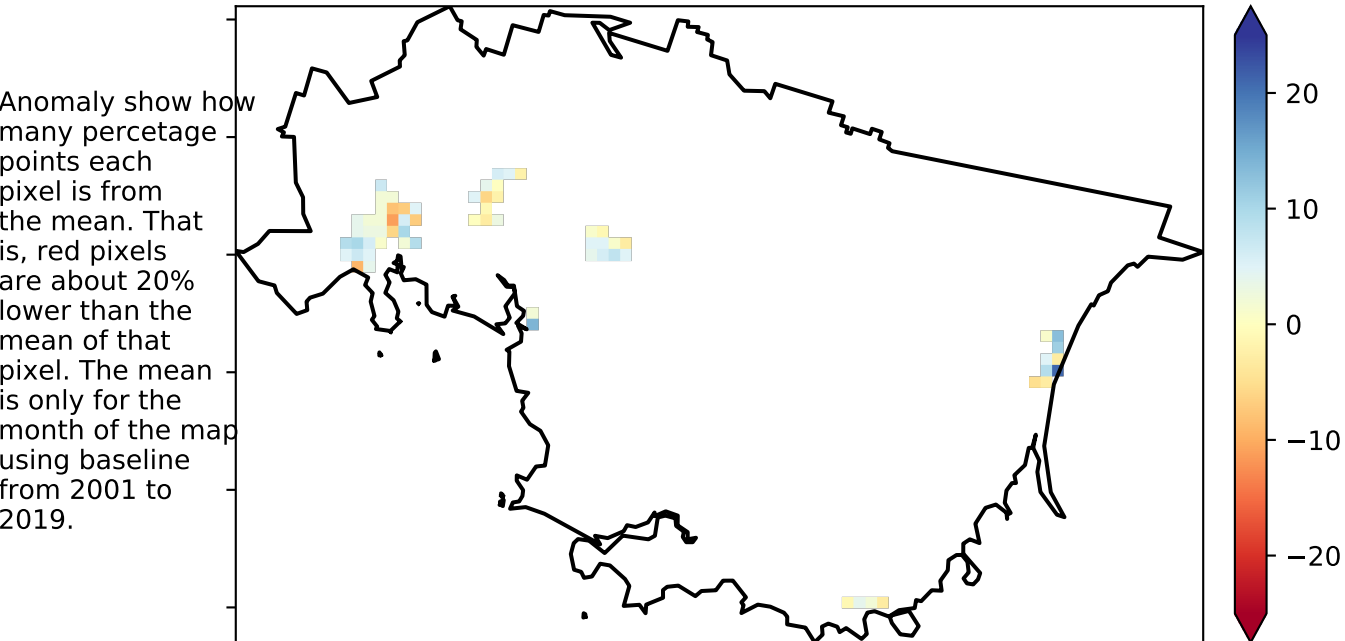 Anomaly show how
many percetage
points each
pixel is from
the mean. That
is, red pixels
are about 20%
lower than the
mean of that
pixel. The mean
is only for the
month of the map
using baseline
from 2001 to
2019.
20
10
0
−10
−20